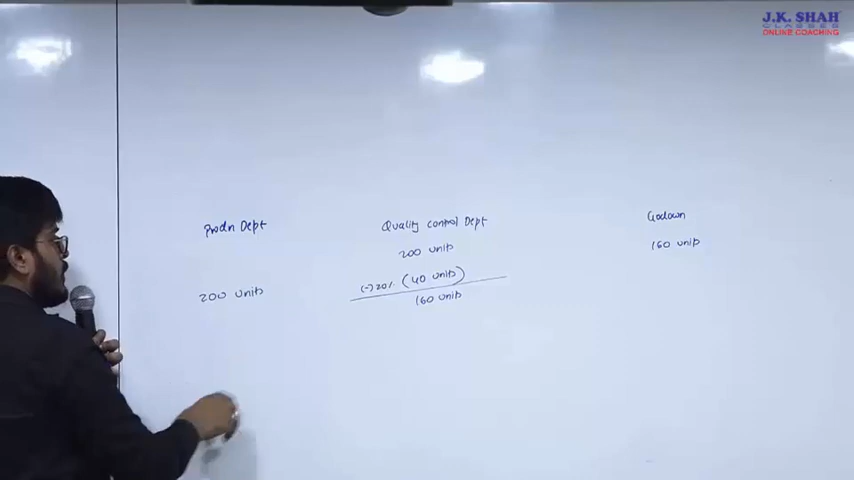 J.K. SHAH
CLASSES
ONLINE COACHING
Prodn Dept
Quality control Dept
Godown
200 units
160 units
(-) 20% (40 units)
200 units
160 units